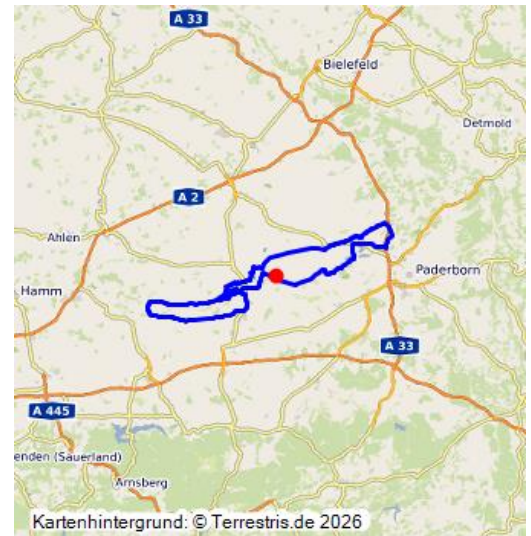 A 33
Bielefeld
Detmold
A 2
Ahlen
Paderborn
Hamm
A 33
A 445
enden (Sauerland)
Arnsberg
Kartenhintergrund: © Terrestris.de 2026